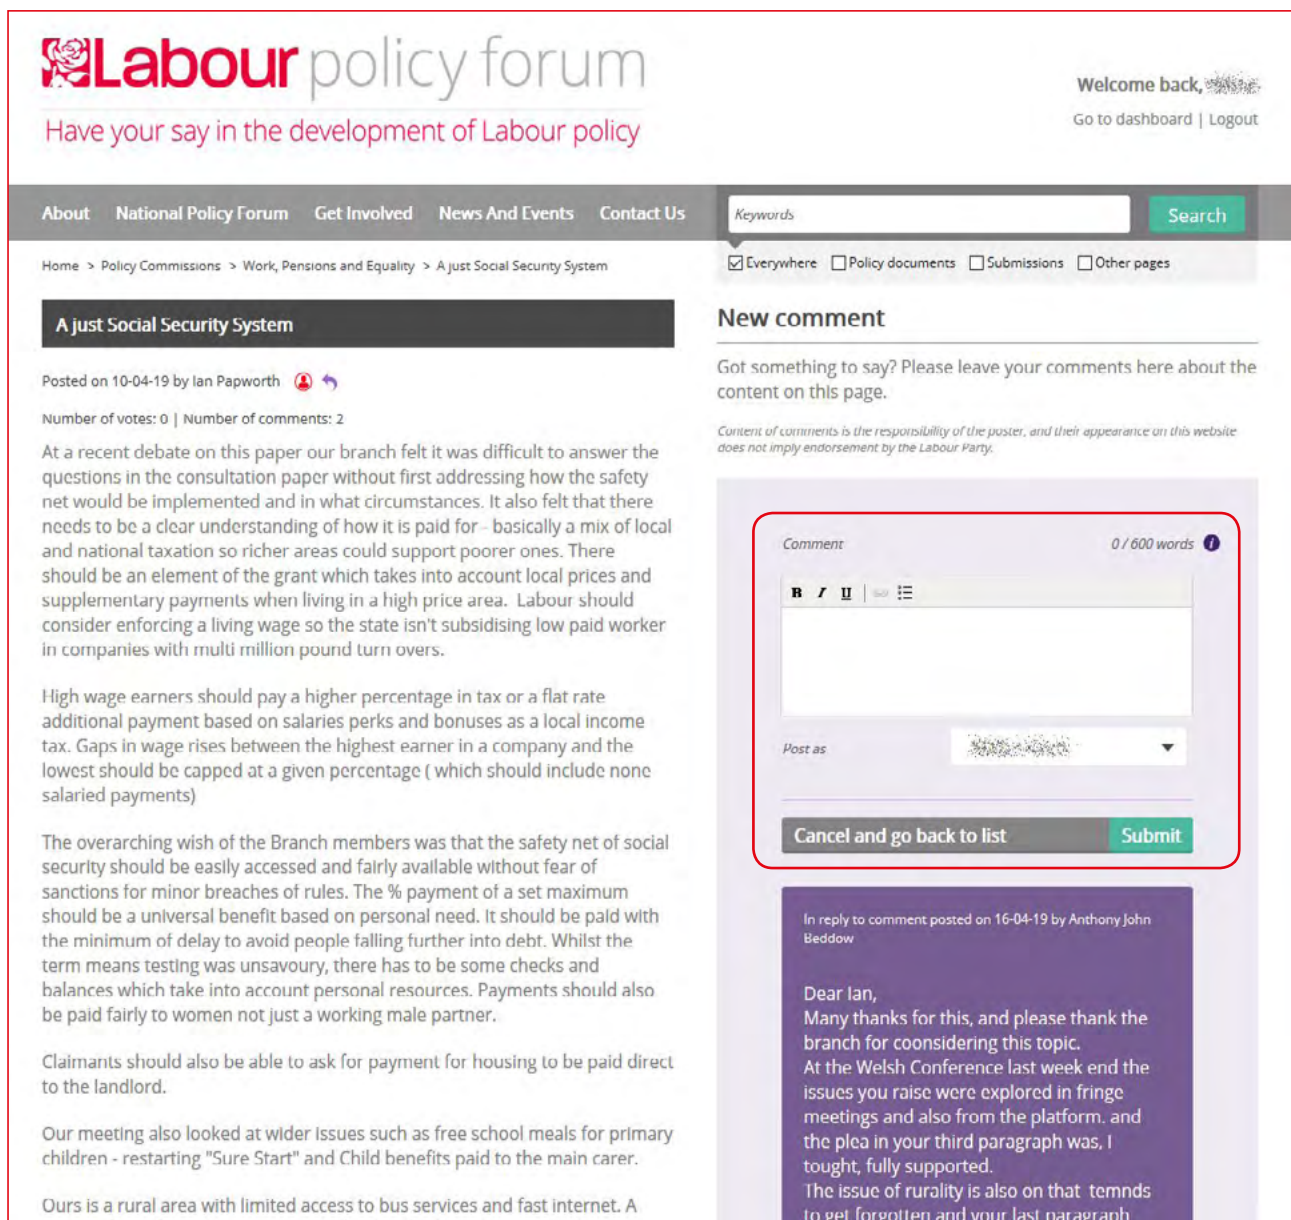 Labour policy forum
Have your say in the development of Labour policy
Welcome back,
Go to dashboard | Logout
About National Policy Forum Get Involved News And Events Contact Us
Keywords
Search
Everywhere Policy documents Submissions Other pages
Home > Policy Commissions > Work, Pensions and Equality > A just Social Security System
A just Social Security System
Posted on 10-04-19 by Ian Papworth
Number of votes: 0 | Number of comments: 2
At a recent debate on this paper our branch felt it was difficult to answer the
questions in the consultation paper without first addressing how the safety
net would be implemented and in what circumstances. It also felt that there
needs to be a clear understanding of how it is paid for - basically a mix of local
and national taxation so richer areas could support poorer ones. There
should be an element of the grant which takes into account local prices and
supplementary payments when living in a high price area. Labour should
consider enforcing a living wage so the state isn't subsidising low paid worker
in companies with multi million pound turn overs.
High wage earners should pay a higher percentage in tax or a flat rate
additional payment based on salaries perks and bonuses as a local income
tax. Gaps in wage rises between the highest earner in a company and the
lowest should be capped at a given percentage ( which should include none
salaried payments)
The overarching wish of the Branch members was that the safety net of social
security should be easily accessed and fairly available without fear of
sanctions for minor breaches of rules. The % payment of a set maximum
should be a universal benefit based on personal need. It should be paid with
the minimum of delay to avoid people falling further into debt. Whilst the
term means testing was unsavoury, there has to be some checks and
balances which take into account personal resources. Payments should also
be paid fairly to women not just a working male partner.
Claimants should also be able to ask for payment for housing to be paid direct
to the landlord.
Our meeting also looked at wider issues such as free school meals for primary
children - restarting "Sure Start" and Child benefits paid to the main carer.
Ours is a rural area with limited access to bus services and fast internet. A
New comment
Got something to say? Please leave your comments here about the
content on this page.
Content of comments is the responsibility of the poster, and their appearance on this website
does not imply endorsement by the Labour Party.
Comment 0 / 600 words i
B I U
Post as
Cancel and go back to list Submit
In reply to comment posted on 16-04-19 by Anthony John
Beddow
Dear Ian,
Many thanks for this, and please thank the
branch for coonsidering this topic.
At the Welsh Conference last week end the
issues you raise were explored in fringe
meetings and also from the platform. and
the plea in your third paragraph was, I
tought, fully supported.
The issue of rurality is also on that temnds
to get forgotten and your last paragraph